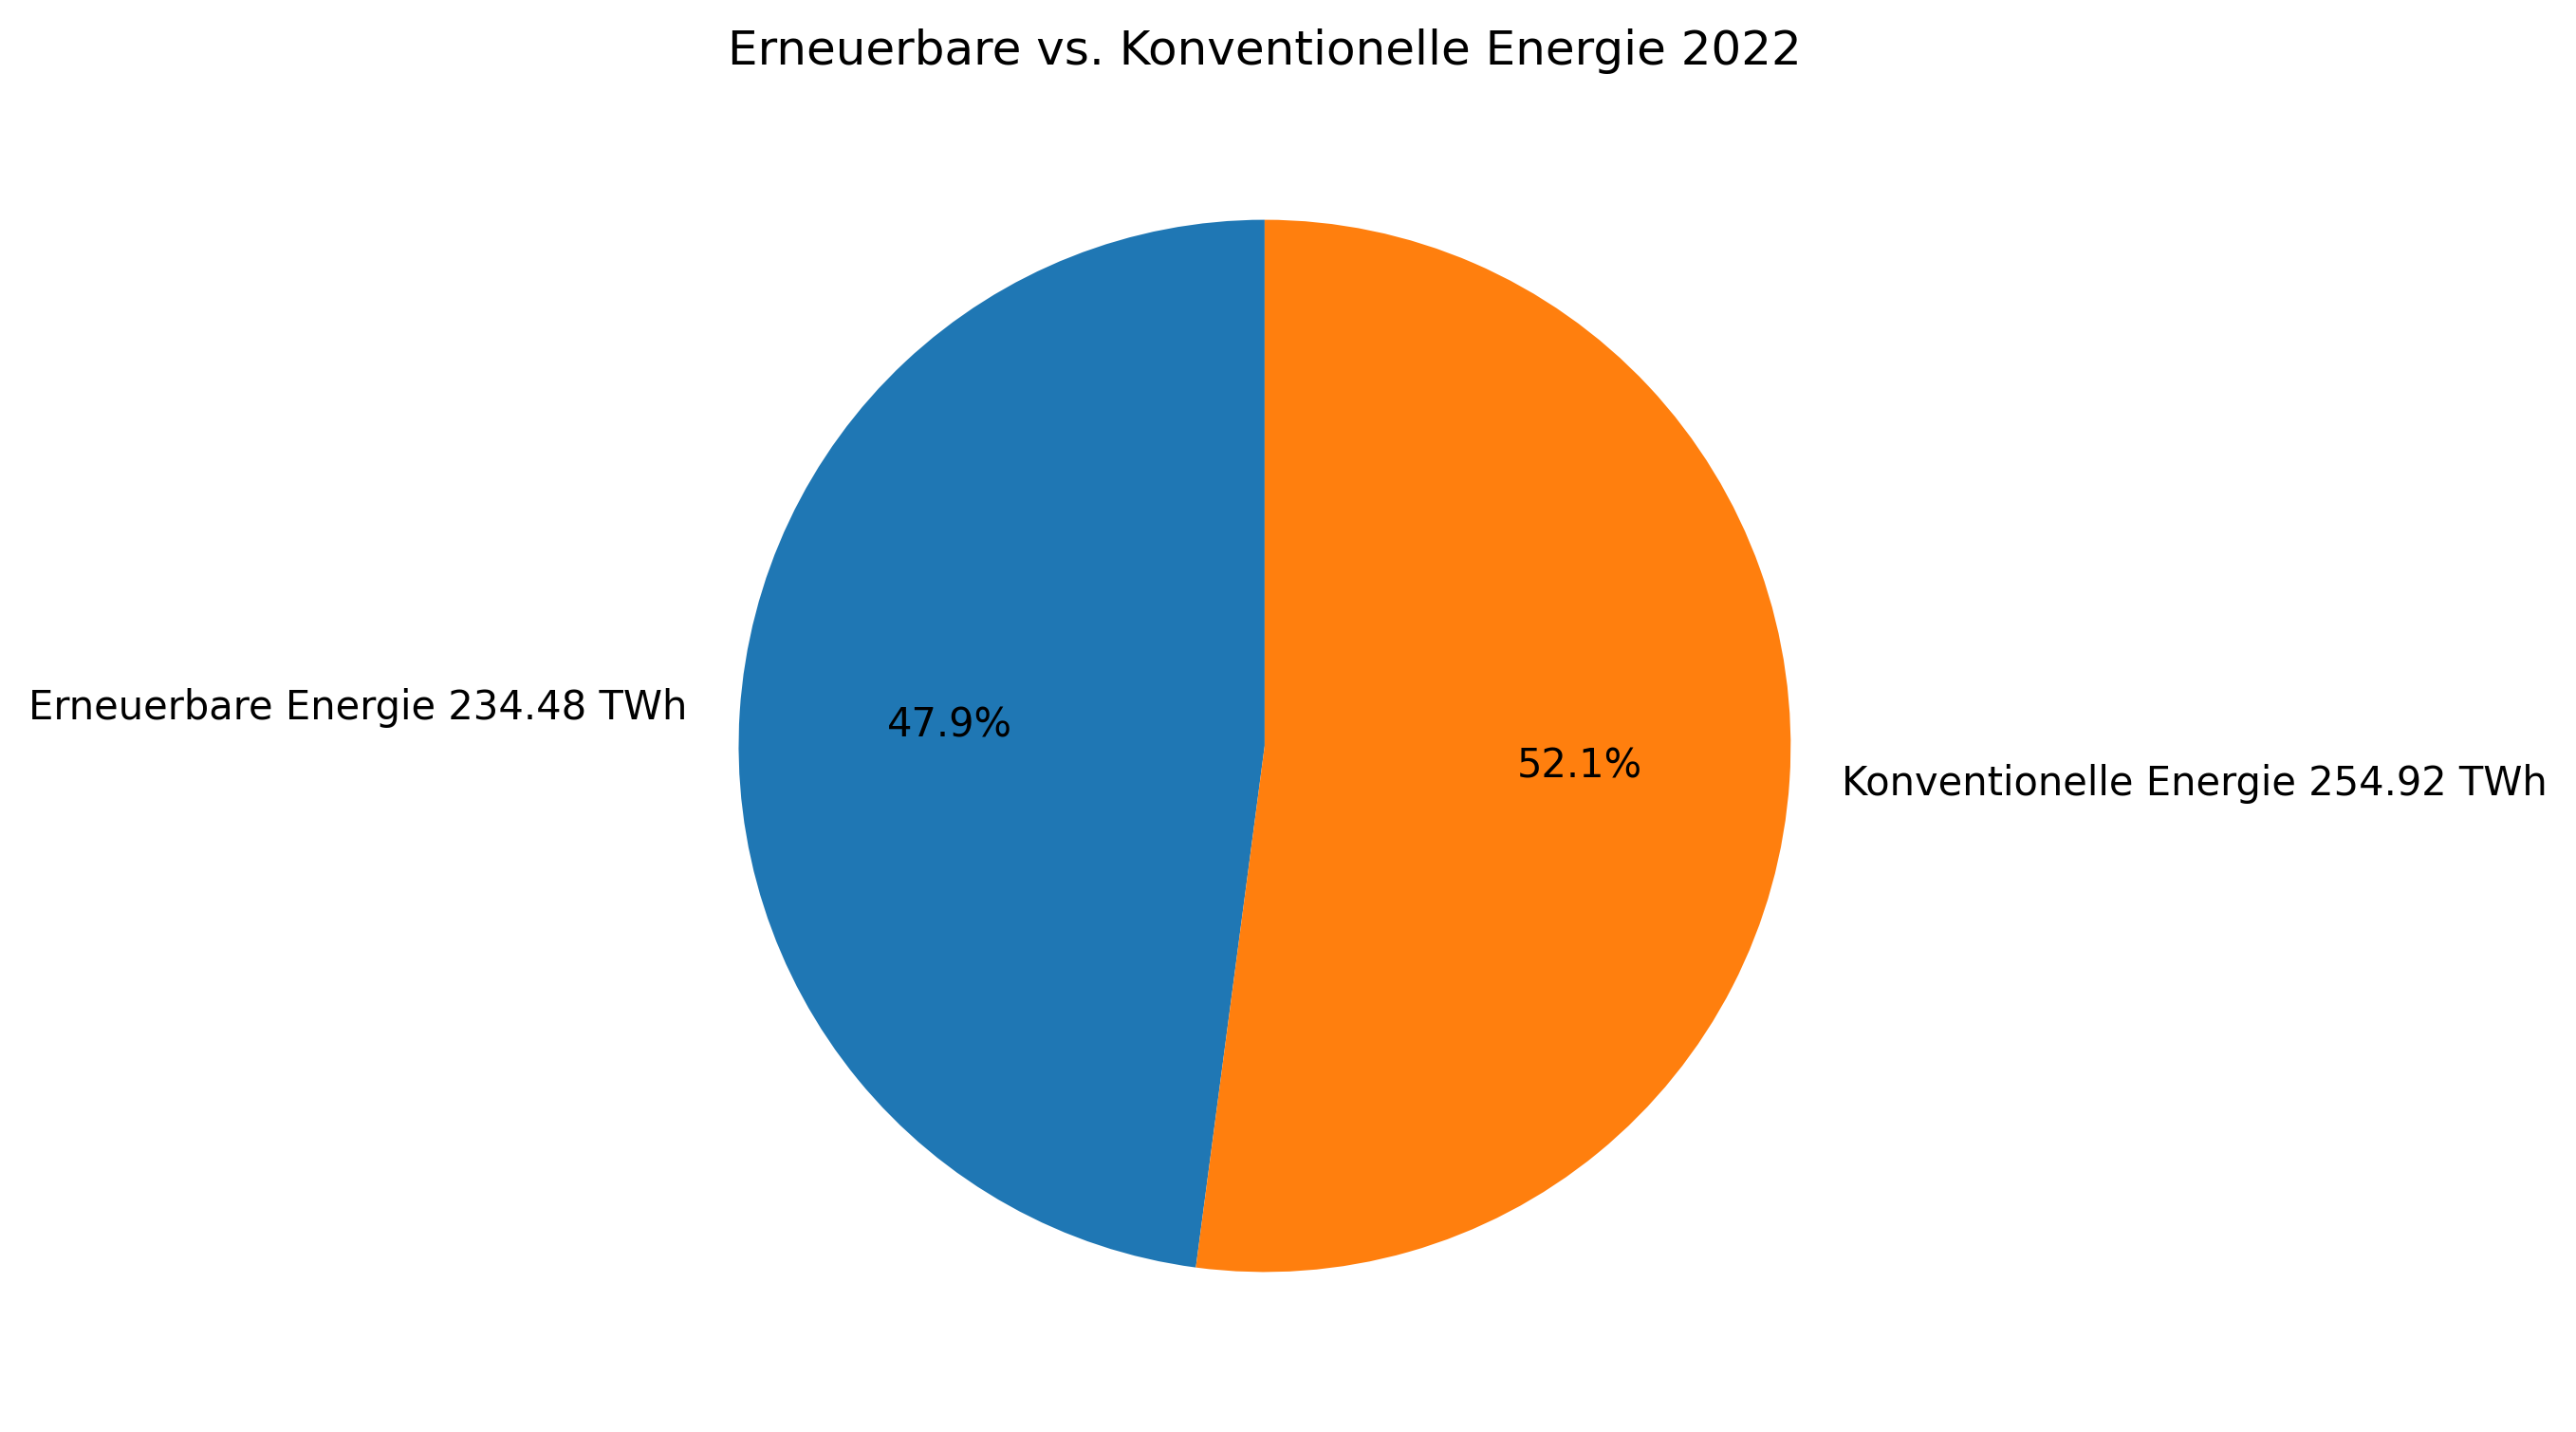 Erneuerbare vs. Konventionelle Energie 2022
Erneuerbare Energie 234.48 TWh
47.9%
52.1%
Konventionelle Energie 254.92 TWh